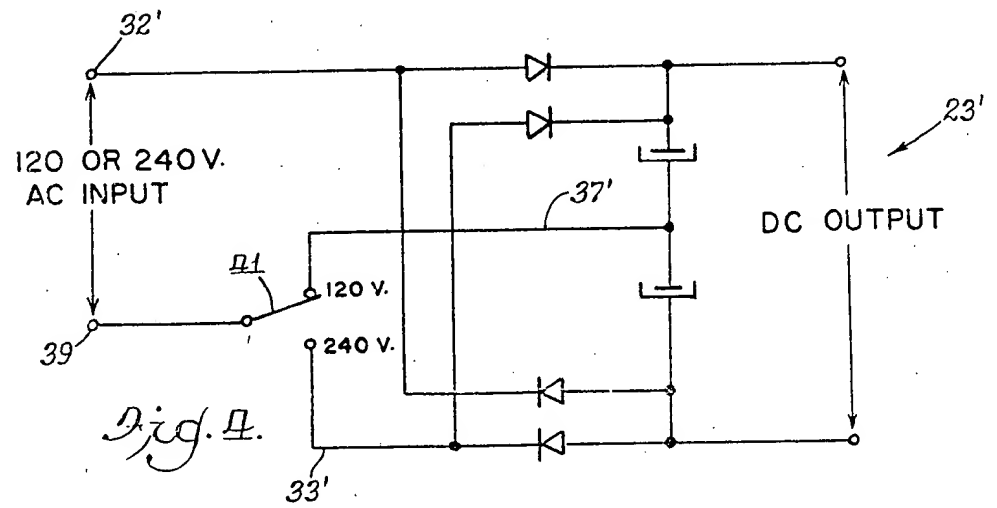 32'
23'
120 OR 240 V.
AC INPUT
37'
DC OUTPUT
41
120 V.
39
240 V.
Fig. 4.
33'